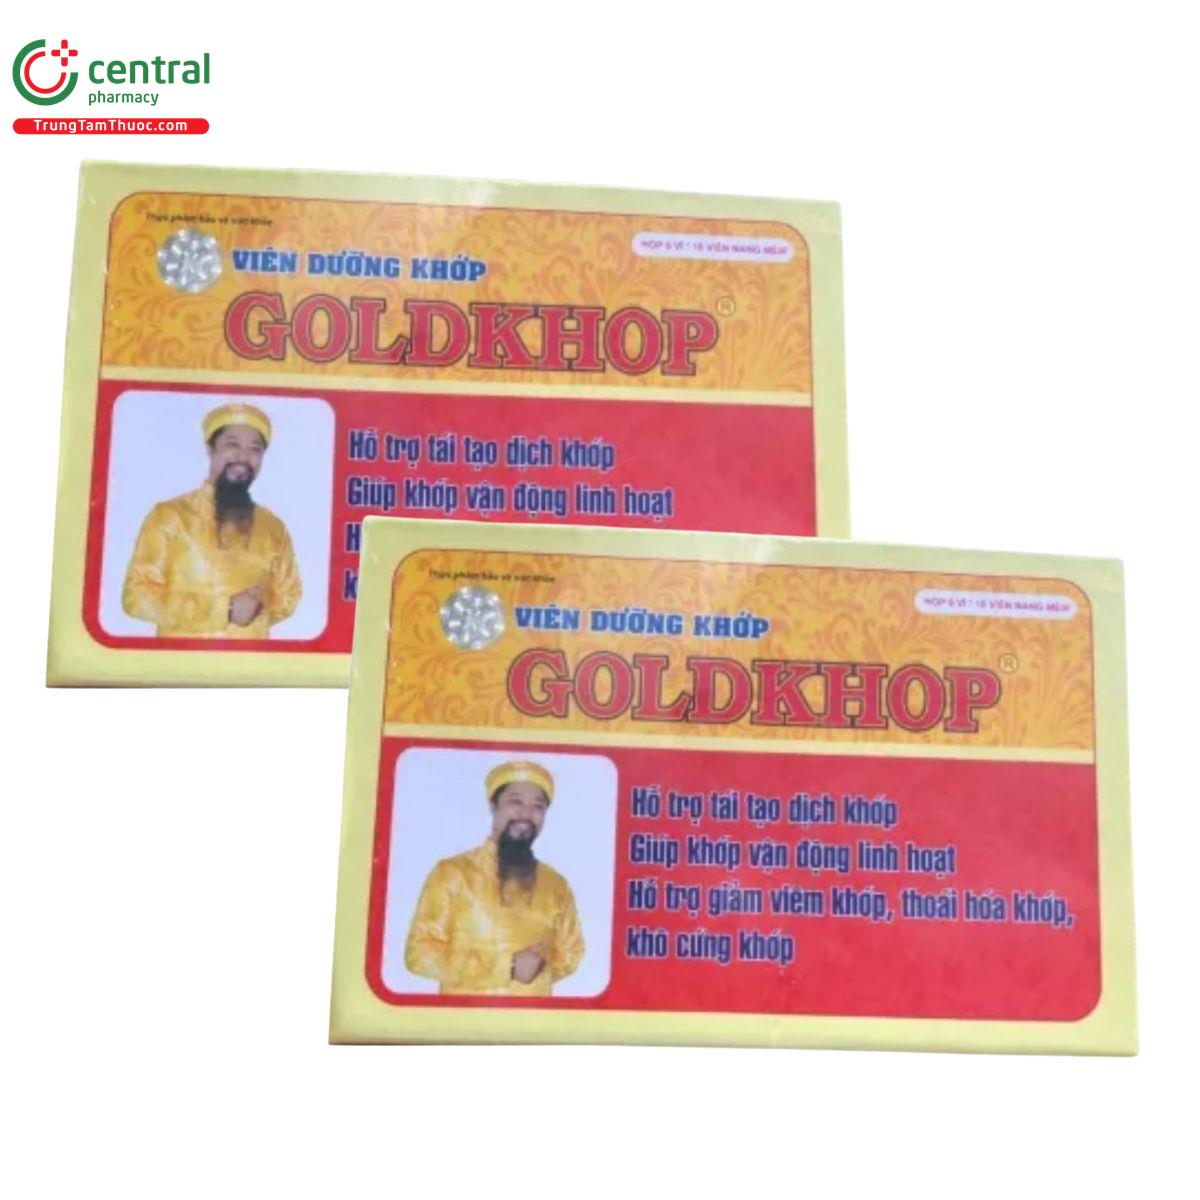 central
pharmacy
TrungTamThuoc.com
Thực phẩm bảo vệ sức khỏe
HỘP 6 VỈ * 10 VIÊN NANG MỀM
VIÊN DƯỠNG KHỚP
GOLDKHOP®
Hỗ trợ tái tạo dịch khớp
Giúp khớp vận động linh hoạt
H
k
Thực phẩm bảo vệ sức khỏe
HỘP 6 VỈ * 10 VIÊN NANG MỀM
VIÊN DƯỠNG KHỚP
GOLDKHOP®
Hỗ trợ tái tạo dịch khớp
Giúp khớp vận động linh hoạt
Hỗ trợ giảm viêm khớp, thoái hóa khớp,
khô cứng khớp